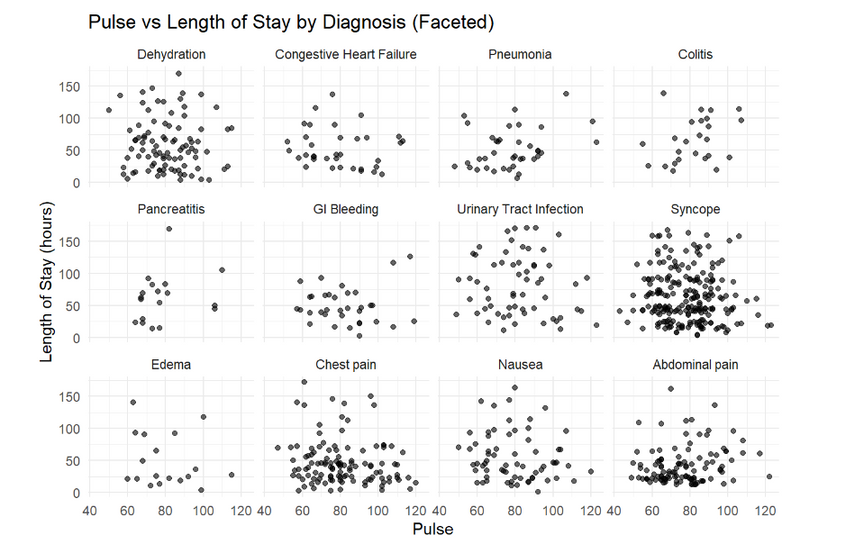 Pulse vs Length of Stay by Diagnosis (Faceted)
Dehydration Congestive Heart Failure Pneumonia Colitis
150
100
50
0
Pancreatitis GI Bleeding Urinary Tract Infection Syncope
150
100
50
0
Edema Chest pain Nausea Abdominal pain
150
100
50
0
40 60 80 100 120 40 60 80 100 120 40 60 80 100 120 40 60 80 100 120
Pulse
Length of Stay (hours)